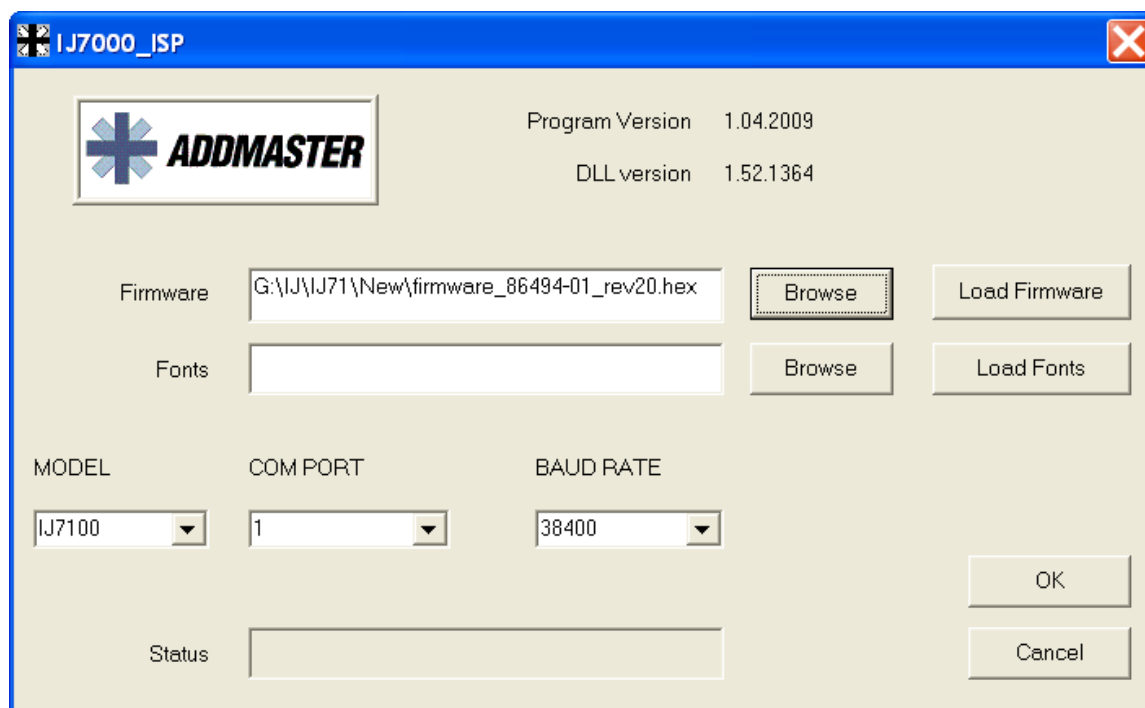 IJ7000_ISP
ADDMASTER
Program Version 1.04.2009
DLL version 1.52.1364
Firmware G:\IJ\IJ71\New\firmware_86494-01_rev20.hex Browse Load Firmware
Fonts Browse Load Fonts
MODEL COM PORT BAUD RATE
IJ7100 1 38400
OK
Status Cancel